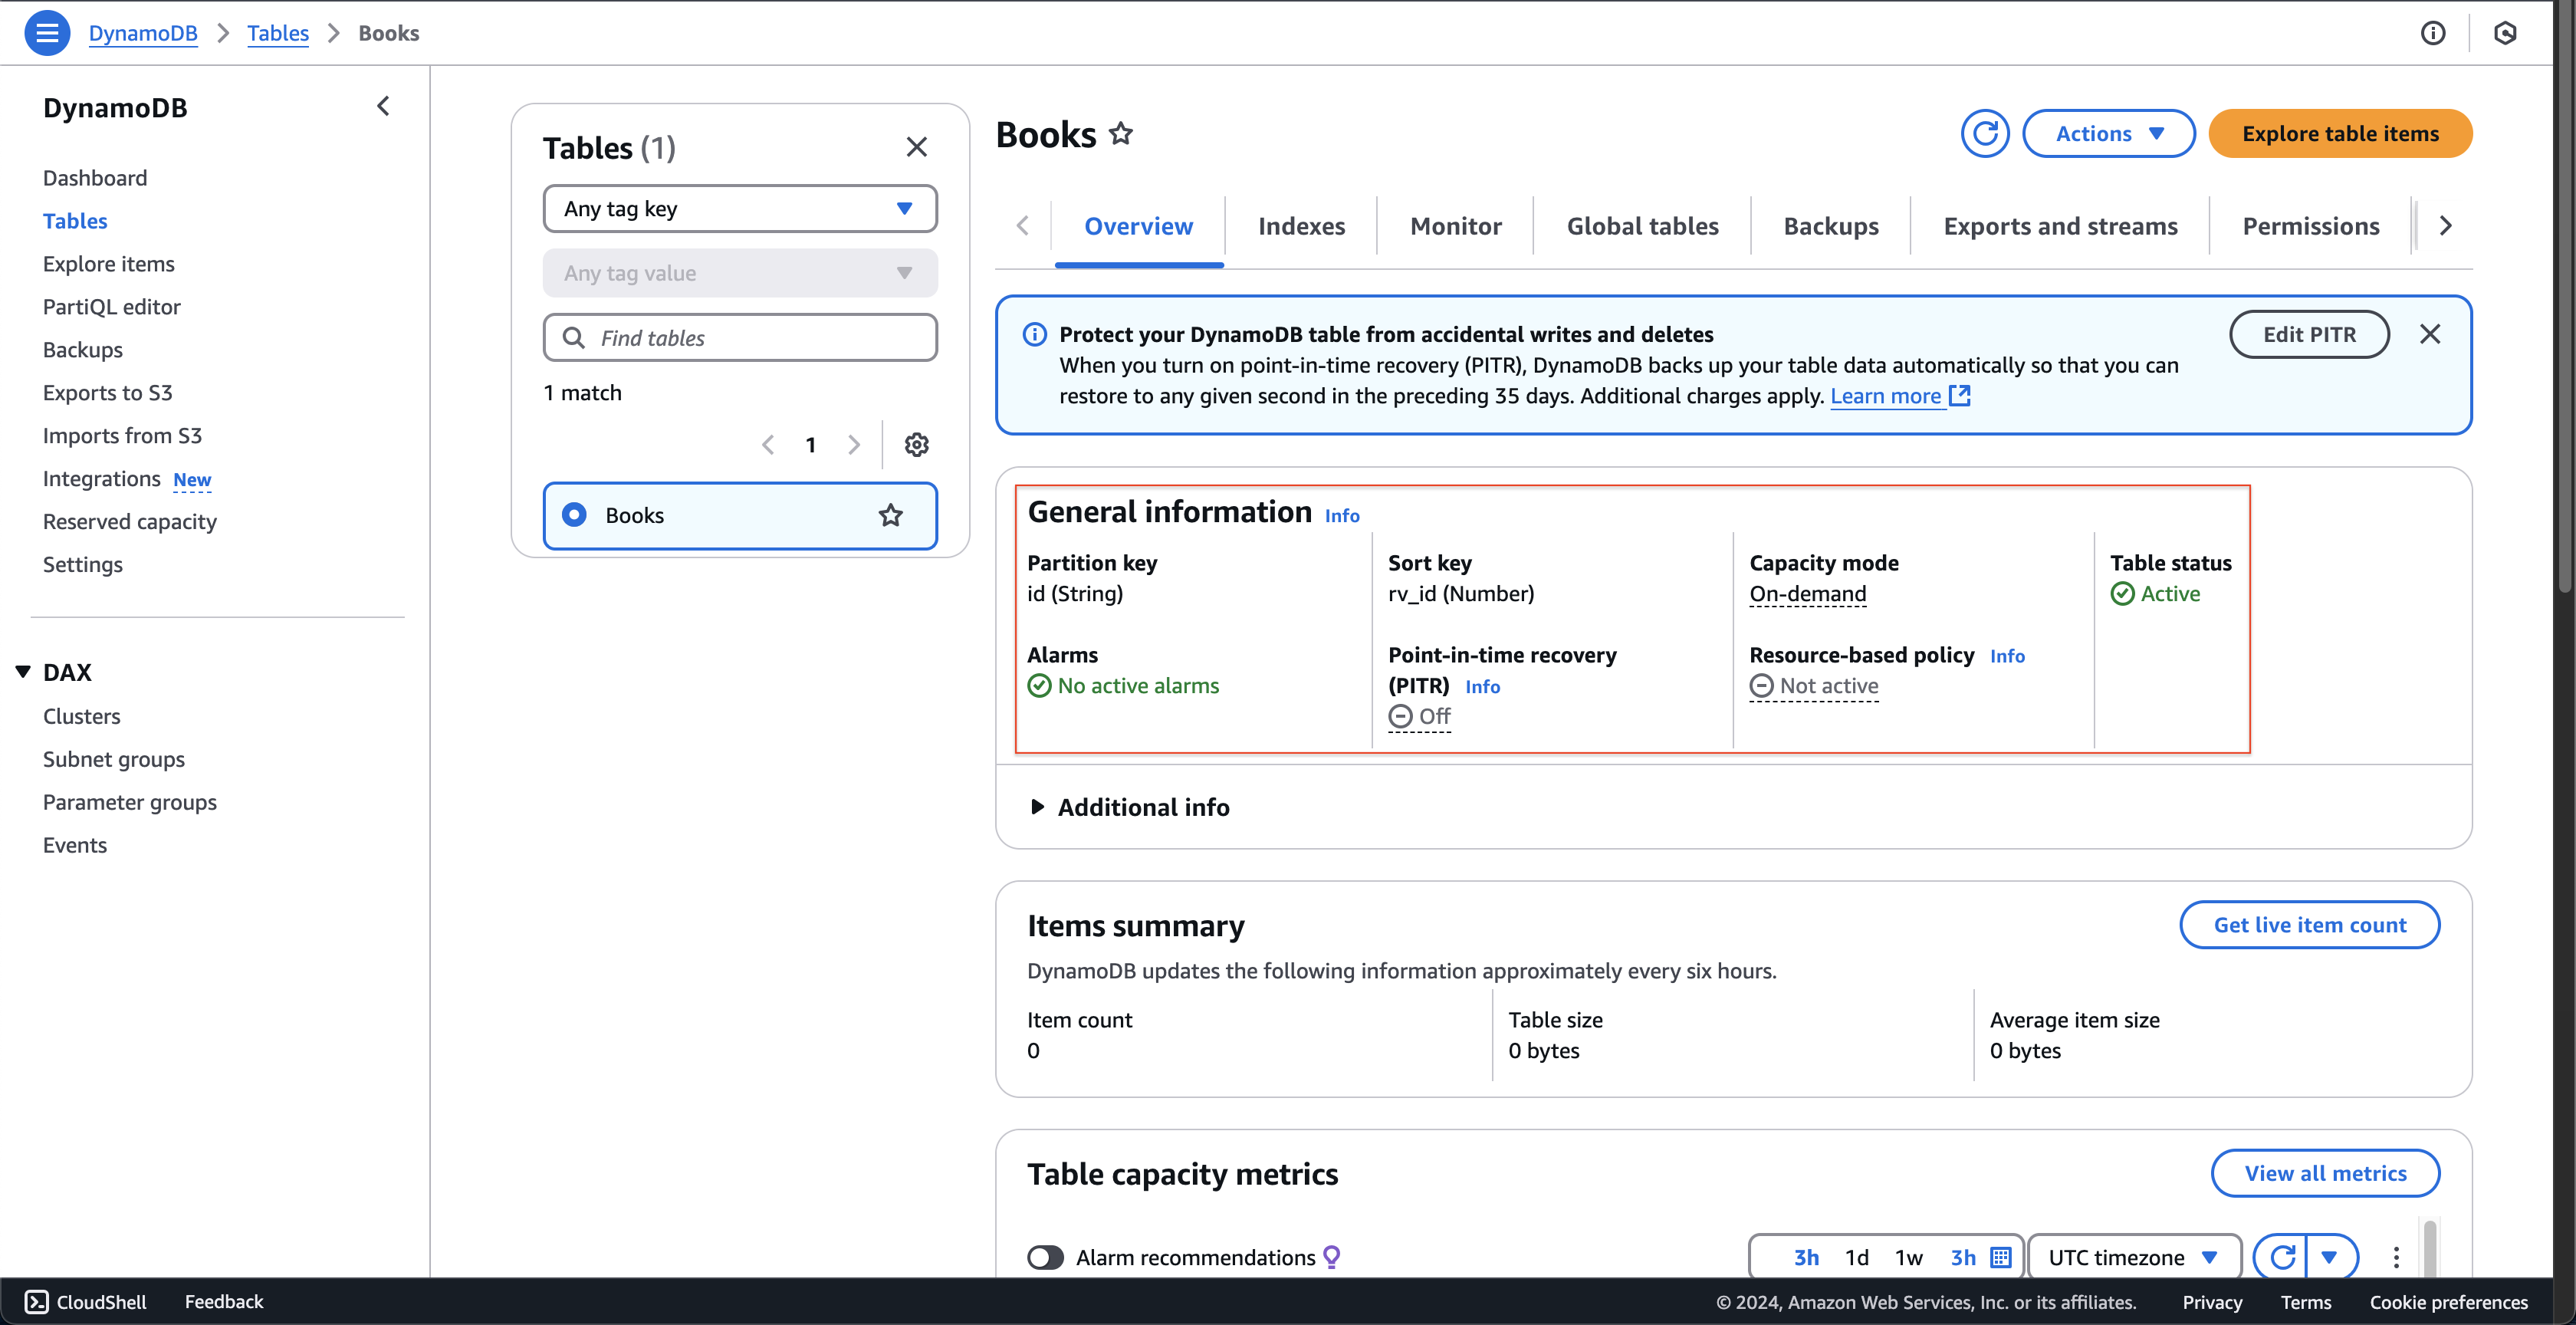 DynamoDB > Tables > Books
DynamoDB
Dashboard
Tables
Explore items
PartiQL editor
Backups
Exports to S3
Imports from S3
Integrations New
Reserved capacity
Settings
DAX
Clusters
Subnet groups
Parameter groups
Events
Tables (1)
Any tag key
Any tag value
Find tables
1 match
1
Books
Books
Actions
Explore table items
Overview
Indexes
Monitor
Global tables
Backups
Exports and streams
Permissions
Protect your DynamoDB table from accidental writes and deletes
When you turn on point-in-time recovery (PITR), DynamoDB backs up your table data automatically so that you can
restore to any given second in the preceding 35 days. Additional charges apply. Learn more
Edit PITR
General information Info
Partition key
id (String)
Sort key
rv_id (Number)
Capacity mode
On-demand
Table status
Active
Alarms
No active alarms
Point-in-time recovery
(PITR) Info
Off
Resource-based policy Info
Not active
Additional info
Items summary
Get live item count
DynamoDB updates the following information approximately every six hours.
Item count
0
Table size
0 bytes
Average item size
0 bytes
Table capacity metrics
View all metrics
Alarm recommendations
3h 1d 1w 3h
UTC timezone
CloudShell Feedback
© 2024, Amazon Web Services, Inc. or its affiliates. Privacy Terms Cookie preferences